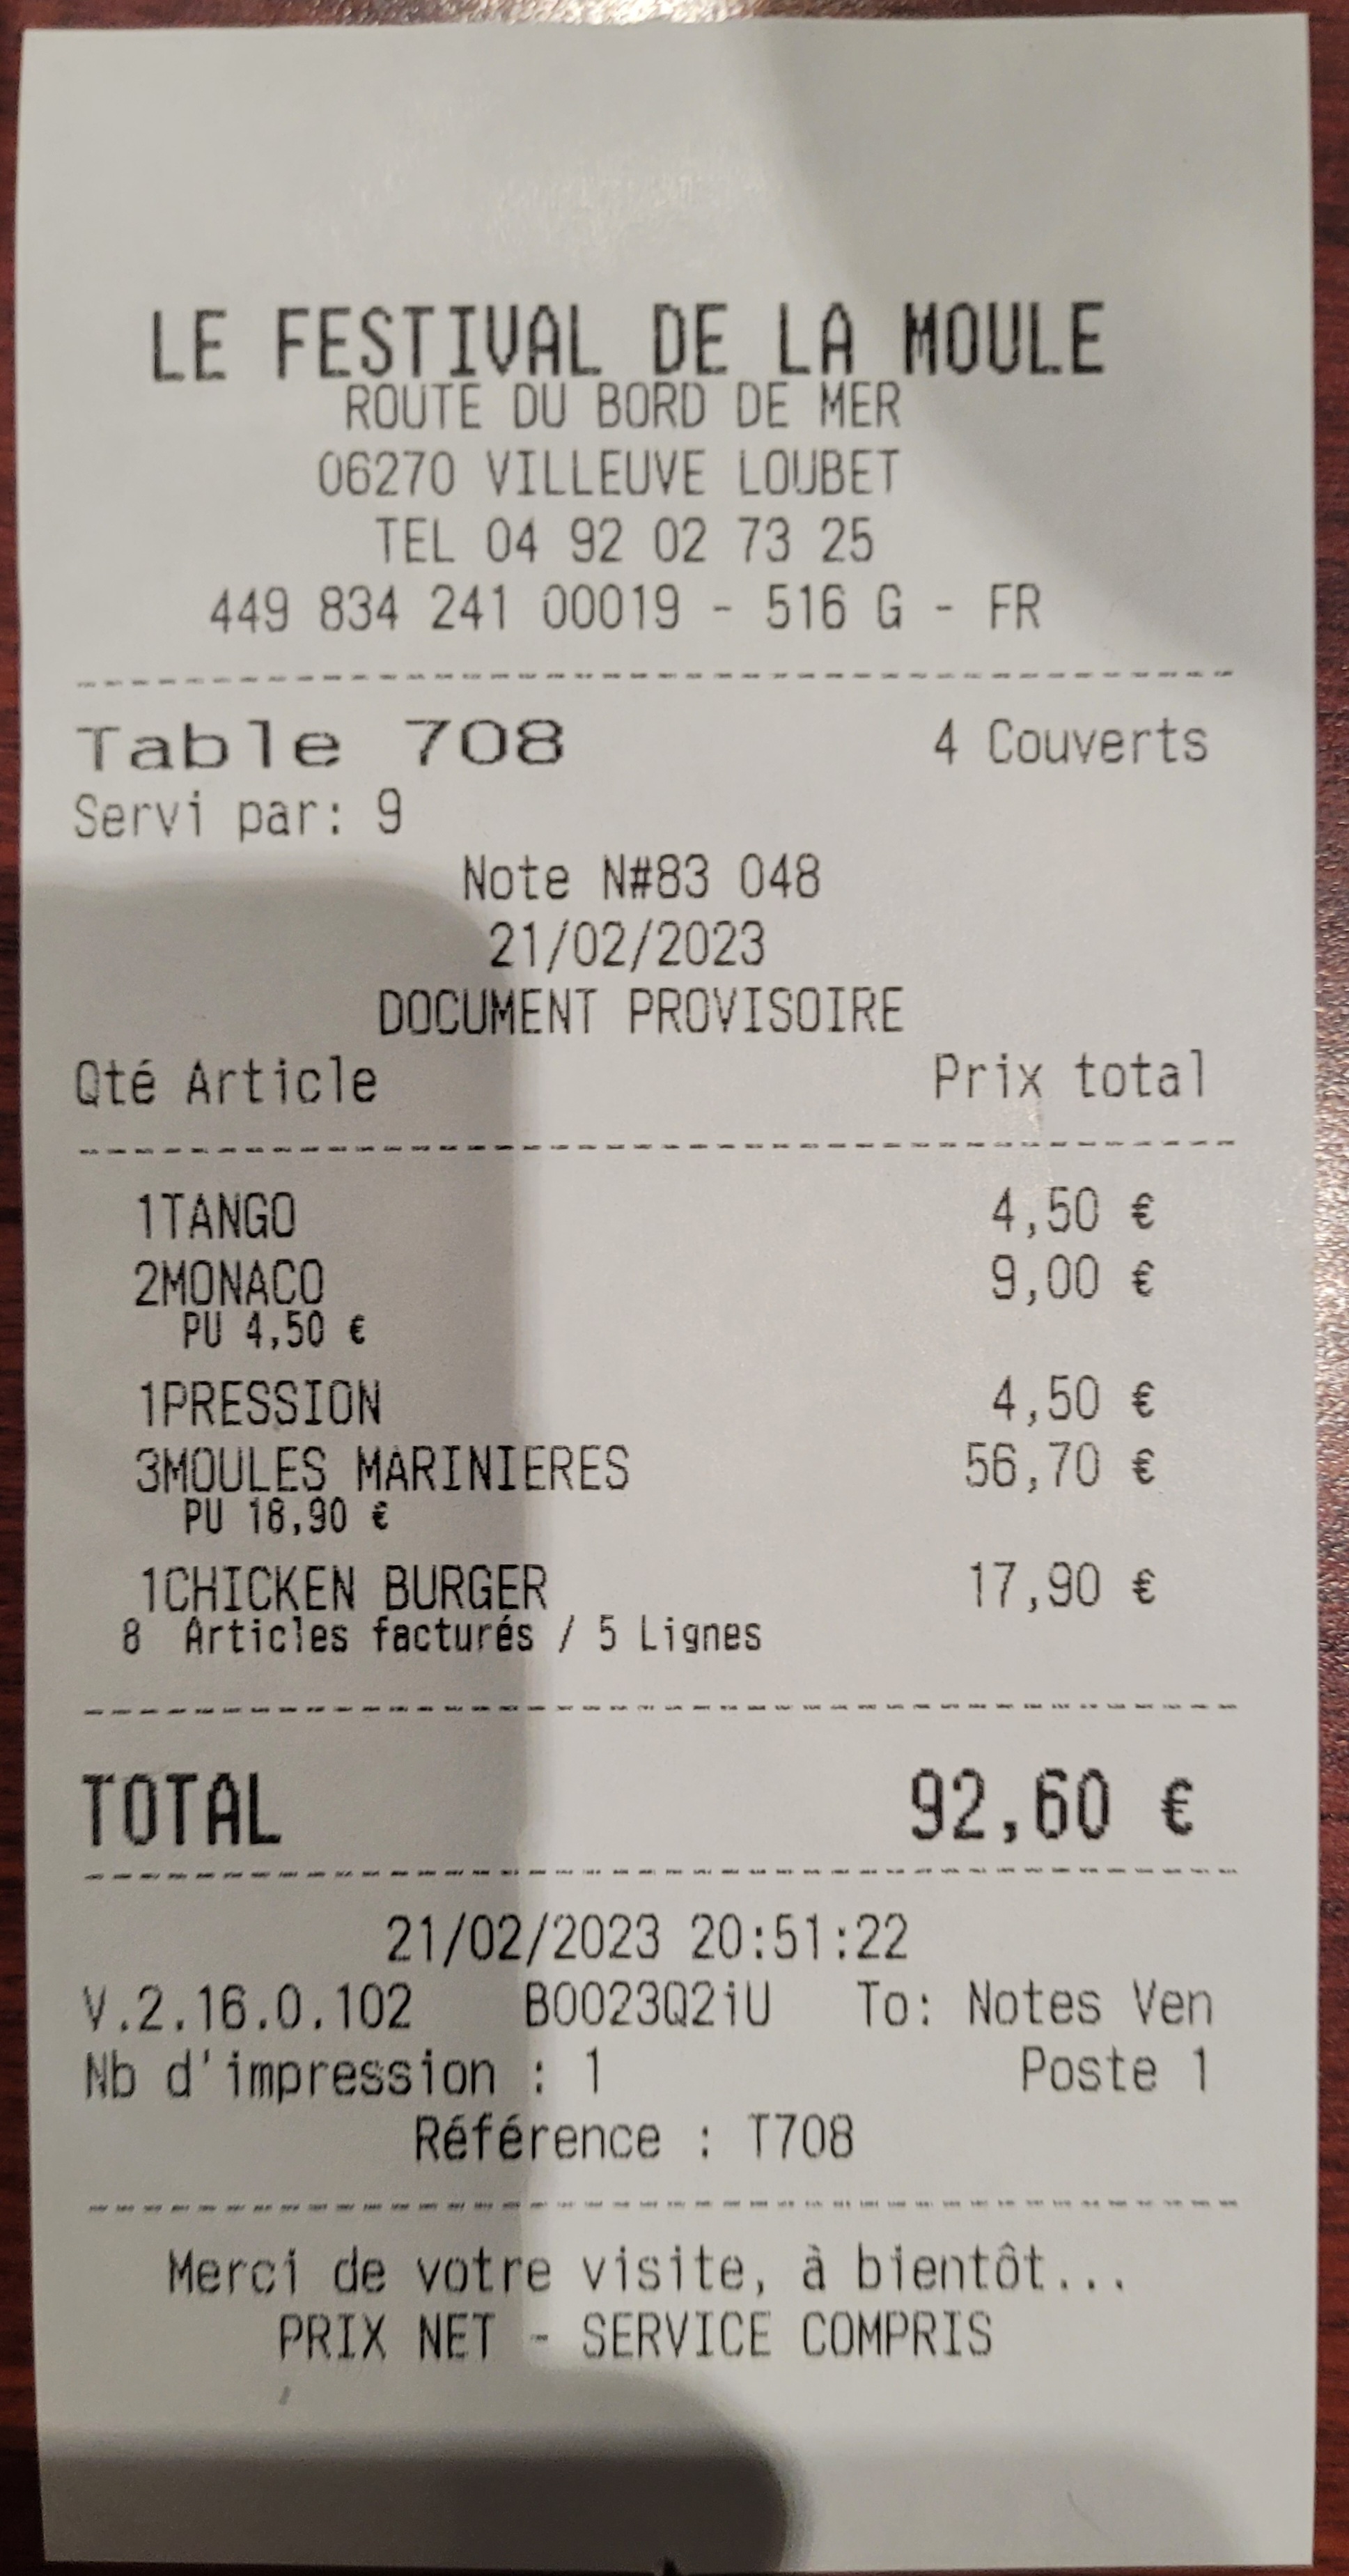 LE FESTIVAL DE LA MOULE
ROUTE DU BORD DE MER
06270 VILLEUVE LOUBET
TEL 04 92 02 73 25
449 834 241 00019 - 516 G - FR
Table 708 4 Couverts
Servi par: 9
Note N#83 048
21/02/2023
DOCUMENT PROVISOIRE
Qté Article Prix total
1TANGO 4,50 €
2MONACO 9,00 €
PU 4,50 €
1PRESSION 4,50 €
3MOULES MARINIERES 56,70 €
PU 18,90 €
1CHICKEN BURGER 17,90 €
8 Articles facturés / 5 Lignes
TOTAL 92,60 €
21/02/2023 20:51:22
V.2.16.0.102 B0023Q2iU To: Notes Ven
Nb d'impression : 1 Poste 1
Référence : T708
Merci de votre visite, à bientôt...
PRIX NET - SERVICE COMPRIS